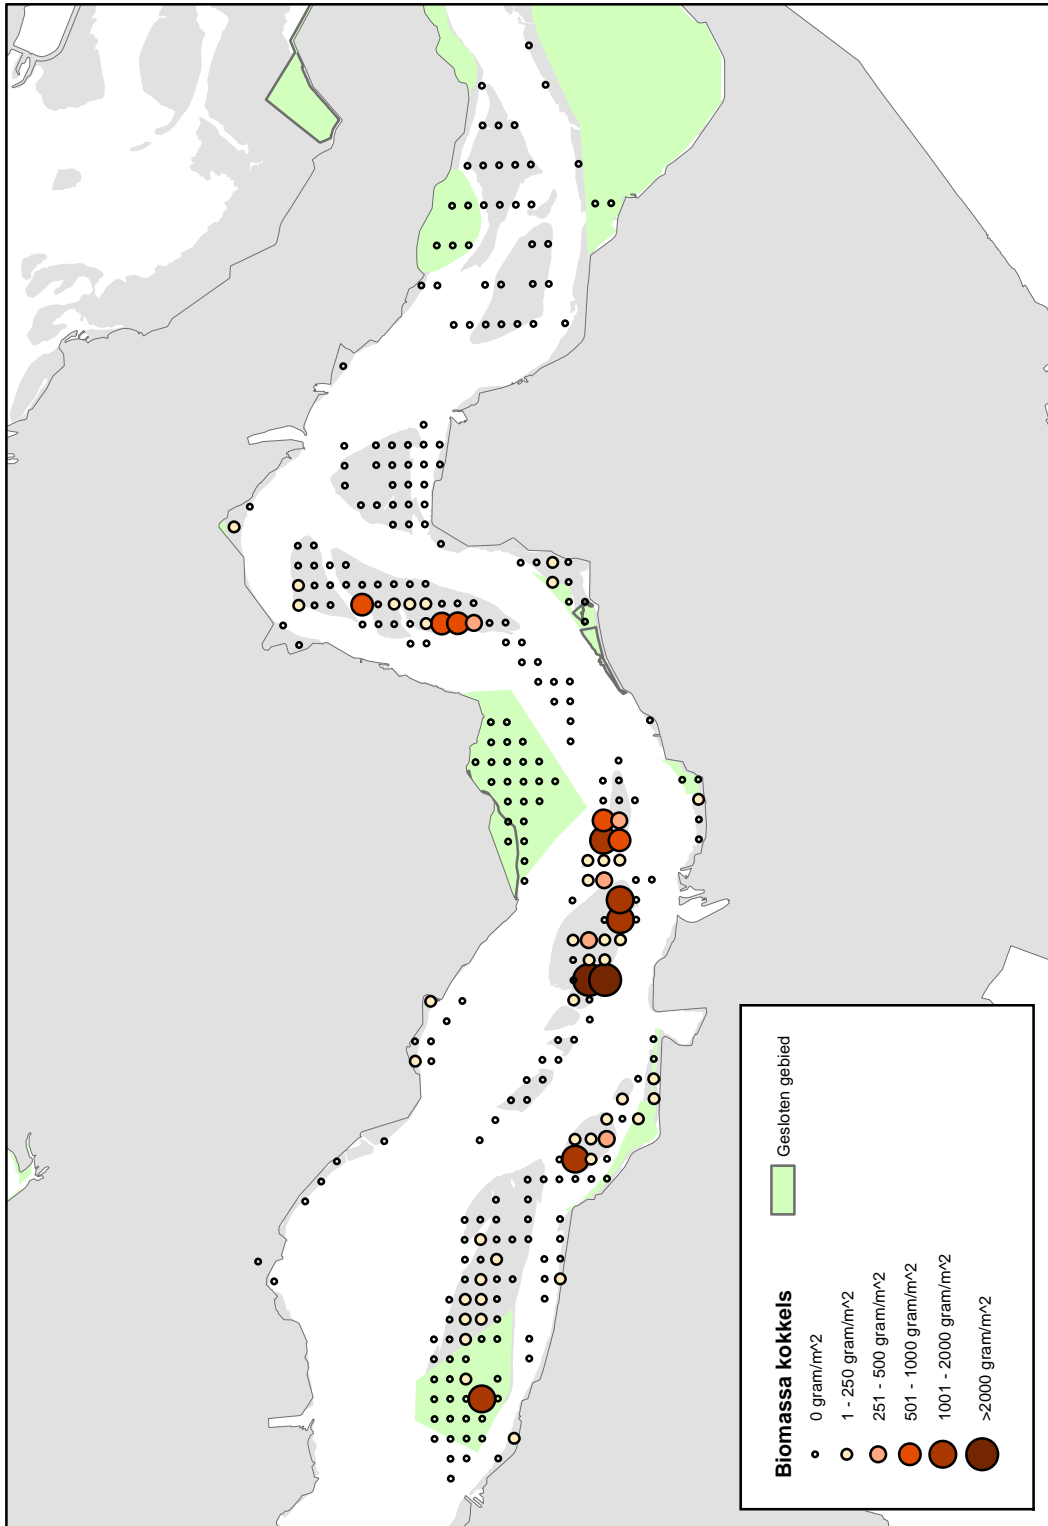 Biomassa kokkels
0 gram/m^2
1 - 250 gram/m^2
251 - 500 gram/m^2
501 - 1000 gram/m^2
1001 - 2000 gram/m^2
>2000 gram/m^2
Gesloten gebied